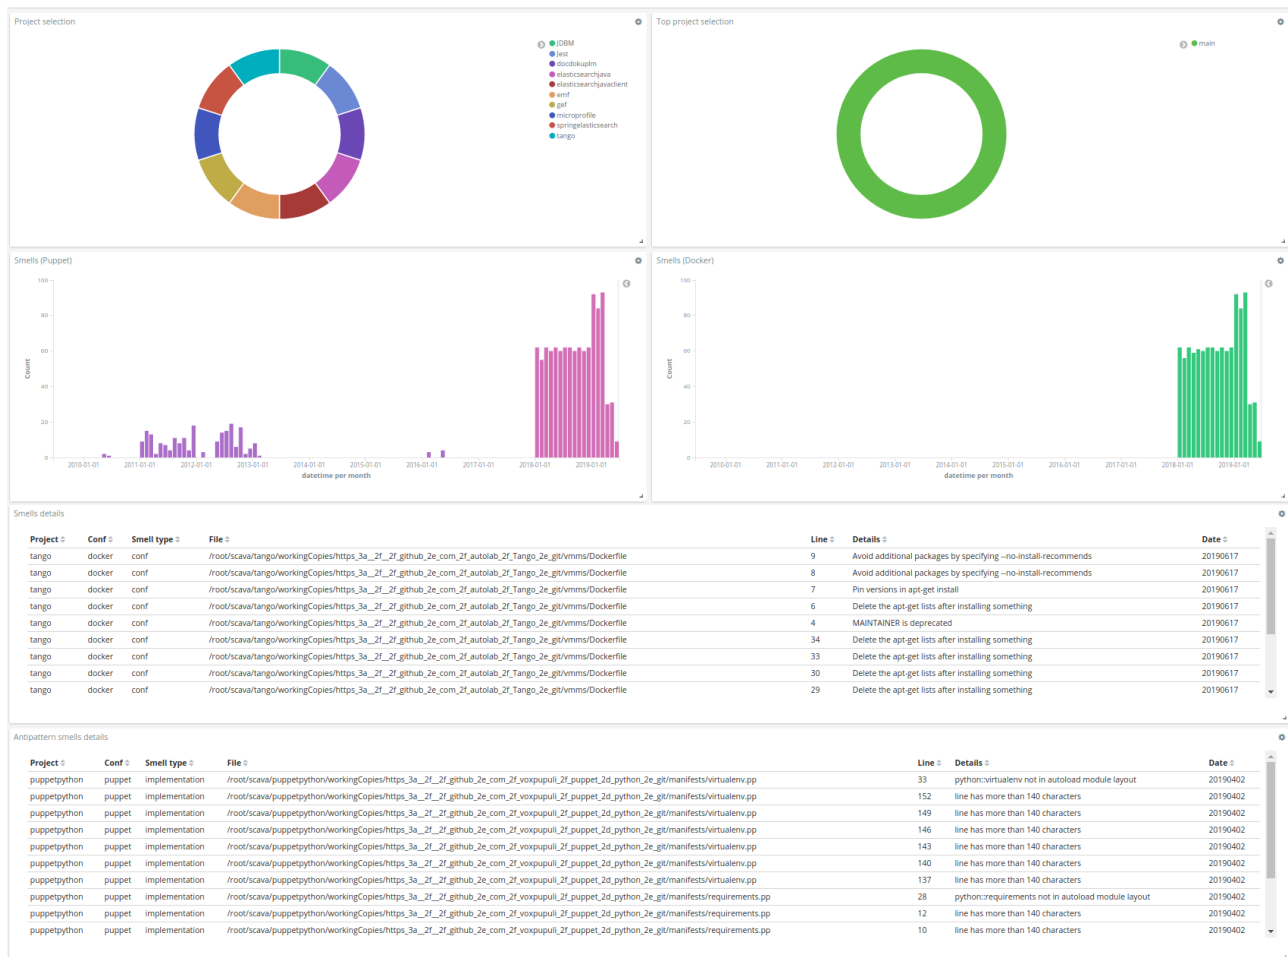 Project selection
JDBM
Jest
docdokuplm
elasticsearchjava
elasticsearchjavaclient
emf
gef
microprofile
springelasticsearch
tango
Top project selection
main
Smells (Puppet)
100
80
60
40
20
0
Count
2010-01-01 2011-01-01 2012-01-01 2013-01-01 2014-01-01 2015-01-01 2016-01-01 2017-01-01 2018-01-01 2019-01-01
datetime per month
Smells (Docker)
100
80
60
40
20
0
Count
2010-01-01 2011-01-01 2012-01-01 2013-01-01 2014-01-01 2015-01-01 2016-01-01 2017-01-01 2018-01-01 2019-01-01
datetime per month
Smells details
Project Conf Smell type File Line Details Date
tango docker conf /root/scava/tango/workingCopies/https_3a__2f__2f_github_2e_com_2f_autolab_2f_Tango_2e_git/vmms/Dockerfile 9 Avoid additional packages by specifying --no-install-recommends 20190617
tango docker conf /root/scava/tango/workingCopies/https_3a__2f__2f_github_2e_com_2f_autolab_2f_Tango_2e_git/vmms/Dockerfile 8 Avoid additional packages by specifying --no-install-recommends 20190617
tango docker conf /root/scava/tango/workingCopies/https_3a__2f__2f_github_2e_com_2f_autolab_2f_Tango_2e_git/vmms/Dockerfile 7 Pin versions in apt-get install 20190617
tango docker conf /root/scava/tango/workingCopies/https_3a__2f__2f_github_2e_com_2f_autolab_2f_Tango_2e_git/vmms/Dockerfile 6 Delete the apt-get lists after installing something 20190617
tango docker conf /root/scava/tango/workingCopies/https_3a__2f__2f_github_2e_com_2f_autolab_2f_Tango_2e_git/vmms/Dockerfile 4 MAINTAINER is deprecated 20190617
tango docker conf /root/scava/tango/workingCopies/https_3a__2f__2f_github_2e_com_2f_autolab_2f_Tango_2e_git/vmms/Dockerfile 34 Delete the apt-get lists after installing something 20190617
tango docker conf /root/scava/tango/workingCopies/https_3a__2f__2f_github_2e_com_2f_autolab_2f_Tango_2e_git/vmms/Dockerfile 33 Delete the apt-get lists after installing something 20190617
tango docker conf /root/scava/tango/workingCopies/https_3a__2f__2f_github_2e_com_2f_autolab_2f_Tango_2e_git/vmms/Dockerfile 30 Delete the apt-get lists after installing something 20190617
tango docker conf /root/scava/tango/workingCopies/https_3a__2f__2f_github_2e_com_2f_autolab_2f_Tango_2e_git/vmms/Dockerfile 29 Delete the apt-get lists after installing something 20190617
Antipattern smells details
Project Conf Smell type File Line Details Date
puppetpython puppet implementation /root/scava/puppetpython/workingCopies/https_3a__2f__2f_github_2e_com_2f_voxpupuli_2f_puppet_2d_python_2e_git/manifests/virtualenv.pp 33 python::virtualenv not in autoload module layout 20190402
puppetpython puppet implementation /root/scava/puppetpython/workingCopies/https_3a__2f__2f_github_2e_com_2f_voxpupuli_2f_puppet_2d_python_2e_git/manifests/virtualenv.pp 152 line has more than 140 characters 20190402
puppetpython puppet implementation /root/scava/puppetpython/workingCopies/https_3a__2f__2f_github_2e_com_2f_voxpupuli_2f_puppet_2d_python_2e_git/manifests/virtualenv.pp 149 line has more than 140 characters 20190402
puppetpython puppet implementation /root/scava/puppetpython/workingCopies/https_3a__2f__2f_github_2e_com_2f_voxpupuli_2f_puppet_2d_python_2e_git/manifests/virtualenv.pp 146 line has more than 140 characters 20190402
puppetpython puppet implementation /root/scava/puppetpython/workingCopies/https_3a__2f__2f_github_2e_com_2f_voxpupuli_2f_puppet_2d_python_2e_git/manifests/virtualenv.pp 143 line has more than 140 characters 20190402
puppetpython puppet implementation /root/scava/puppetpython/workingCopies/https_3a__2f__2f_github_2e_com_2f_voxpupuli_2f_puppet_2d_python_2e_git/manifests/virtualenv.pp 140 line has more than 140 characters 20190402
puppetpython puppet implementation /root/scava/puppetpython/workingCopies/https_3a__2f__2f_github_2e_com_2f_voxpupuli_2f_puppet_2d_python_2e_git/manifests/virtualenv.pp 137 line has more than 140 characters 20190402
puppetpython puppet implementation /root/scava/puppetpython/workingCopies/https_3a__2f__2f_github_2e_com_2f_voxpupuli_2f_puppet_2d_python_2e_git/manifests/requirements.pp 28 python::requirements not in autoload module layout 20190402
puppetpython puppet implementation /root/scava/puppetpython/workingCopies/https_3a__2f__2f_github_2e_com_2f_voxpupuli_2f_puppet_2d_python_2e_git/manifests/requirements.pp 12 line has more than 140 characters 20190402
puppetpython puppet implementation /root/scava/puppetpython/workingCopies/https_3a__2f__2f_github_2e_com_2f_voxpupuli_2f_puppet_2d_python_2e_git/manifests/requirements.pp 10 line has more than 140 characters 20190402